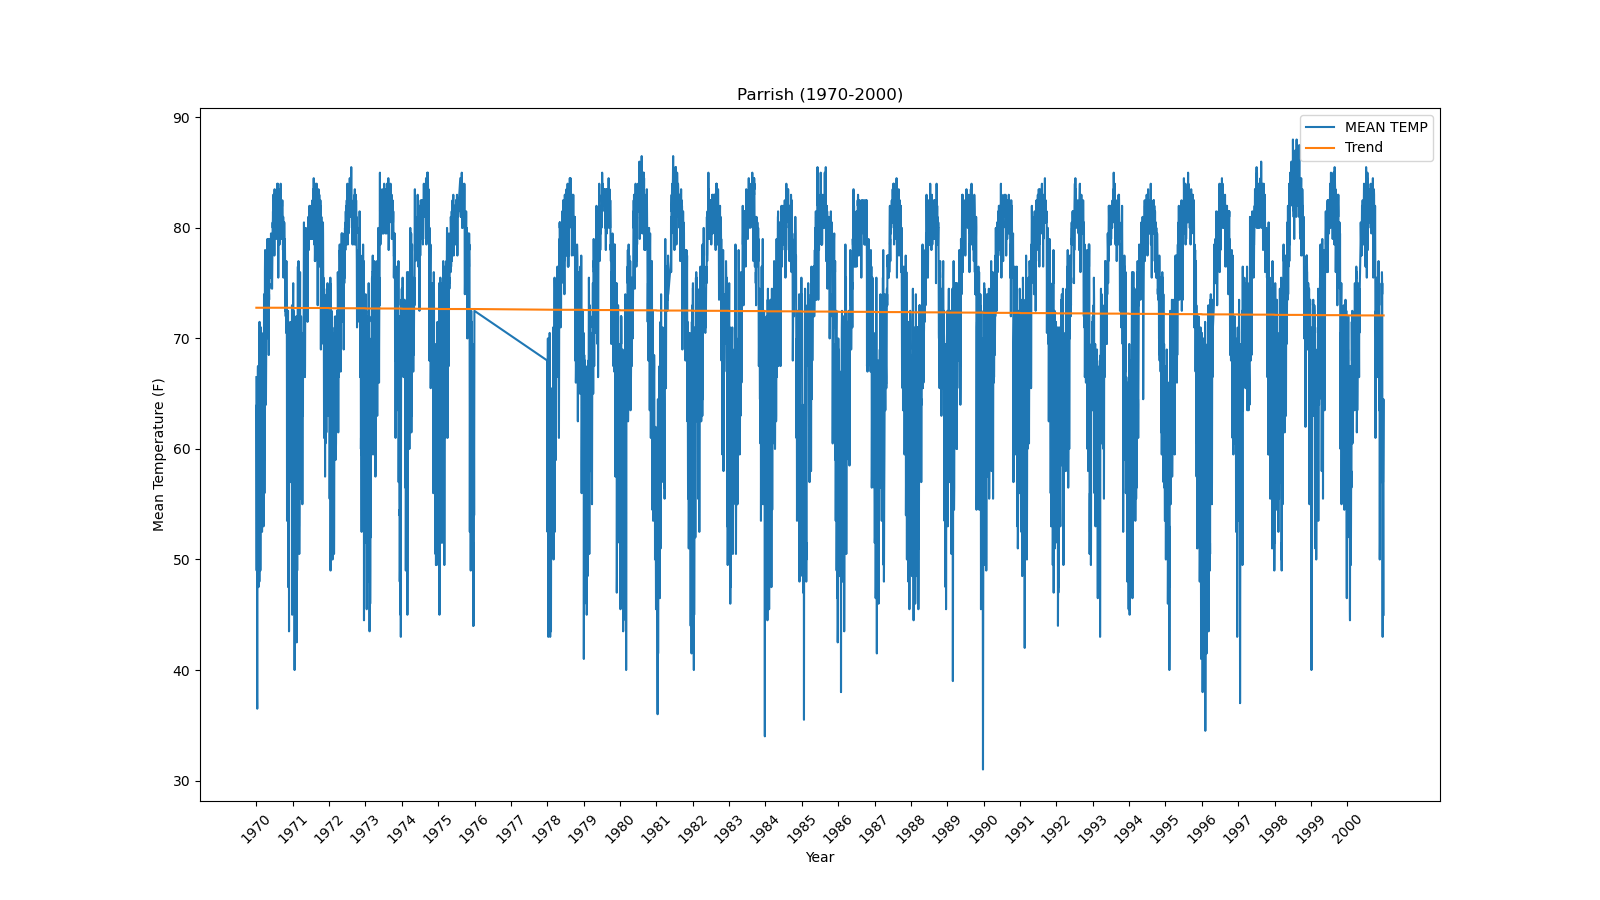 Parrish (1970-2000)
MEAN TEMP
Trend
Mean Temperature (F)
90
80
70
60
50
40
30
1970 1971 1972 1973 1974 1975 1976 1977 1978 1979 1980 1981 1982 1983 1984 1985 1986 1987 1988 1989 1990 1991 1992 1993 1994 1995 1996 1997 1998 1999 2000
Year